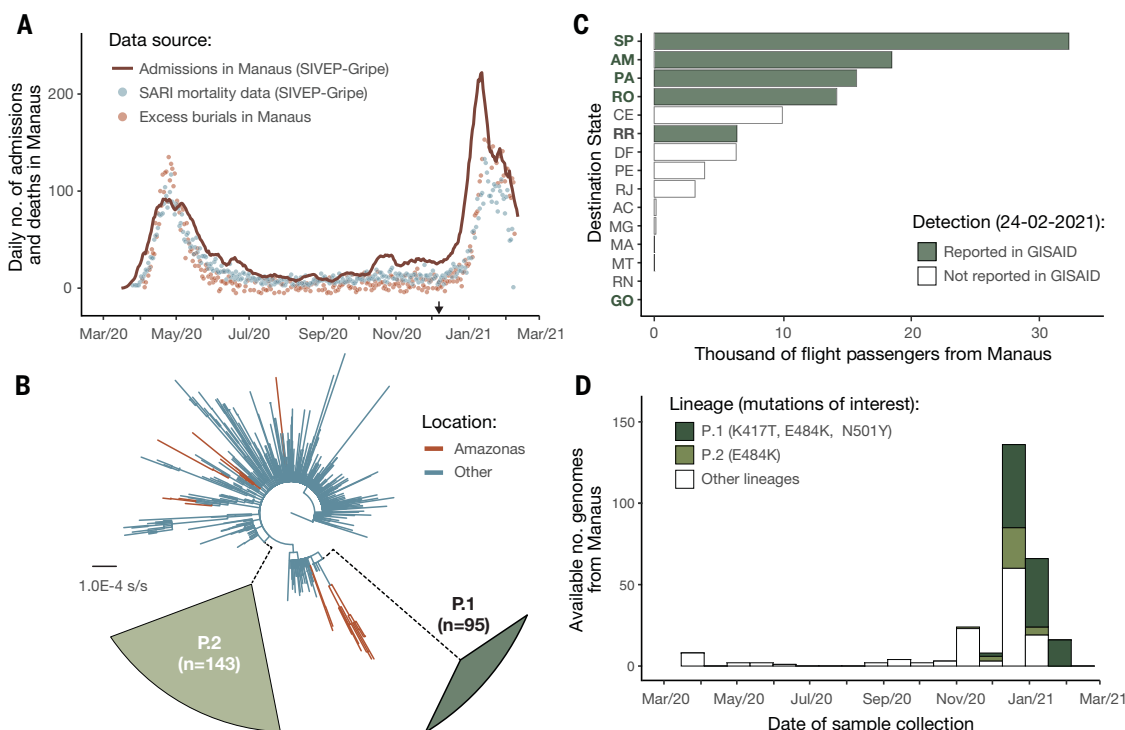 A
Data source:
Admissions in Manaus (SIVEP-Gripe)
SARI mortality data (SIVEP-Gripe)
Excess burials in Manaus
Daily no. of admissions
and deaths in Manaus
200
100
0
Mar/20 May/20 Jul/20 Sep/20 Nov/20 Jan/21 Mar/21
B
Location:
Amazonas
Other
1.0E-4 s/s
P.2
(n=143)
P.1
(n=95)
C
Destination State
SP
AM
PA
RO
CE
RR
DF
PE
RJ
AC
MG
MA
MT
RN
GO
Detection (24-02-2021):
Reported in GISAID
Not reported in GISAID
0 10 20 30
Thousand of flight passengers from Manaus
D
Lineage (mutations of interest):
P.1 (K417T, E484K, N501Y)
P.2 (E484K)
Other lineages
Available no. genomes
from Manaus
150
100
50
0
Mar/20 May/20 Jul/20 Sep/20 Nov/20 Jan/21 Mar/21
Date of sample collection